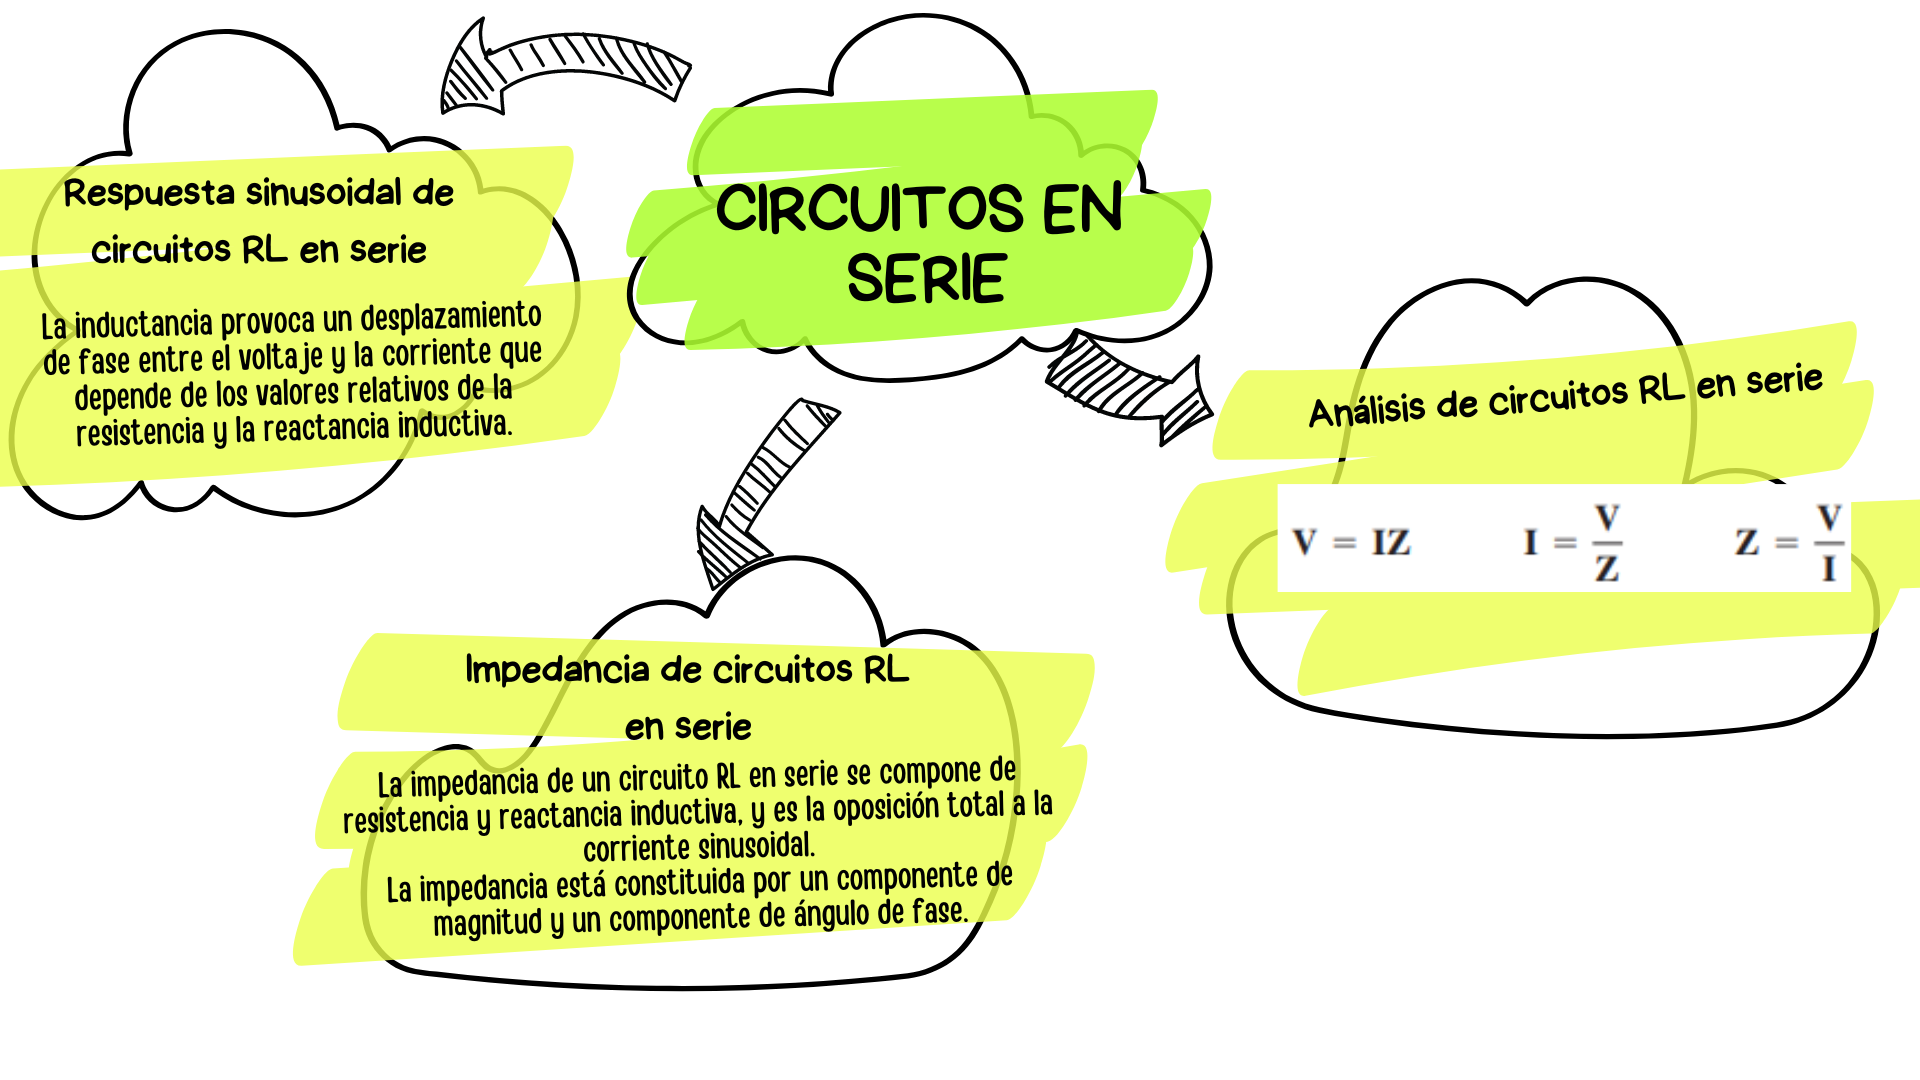 CIRCUITOS EN
SERIE
Respuesta sinusoidal de
circuitos RL en serie
La inductancia provoca un desplazamiento
de fase entre el voltaje y la corriente que
depende de los valores relativos de la
resistencia y la reactancia inductiva.
Impedancia de circuitos RL
en serie
La impedancia de un circuito RL en serie se compone de
resistencia y reactancia inductiva, y es la oposición total a la
corriente sinusoidal.
La impedancia está constituida por un componente de
magnitud y un componente de ángulo de fase.
Análisis de circuitos RL en serie
V = IZ I = V/Z Z = V/I